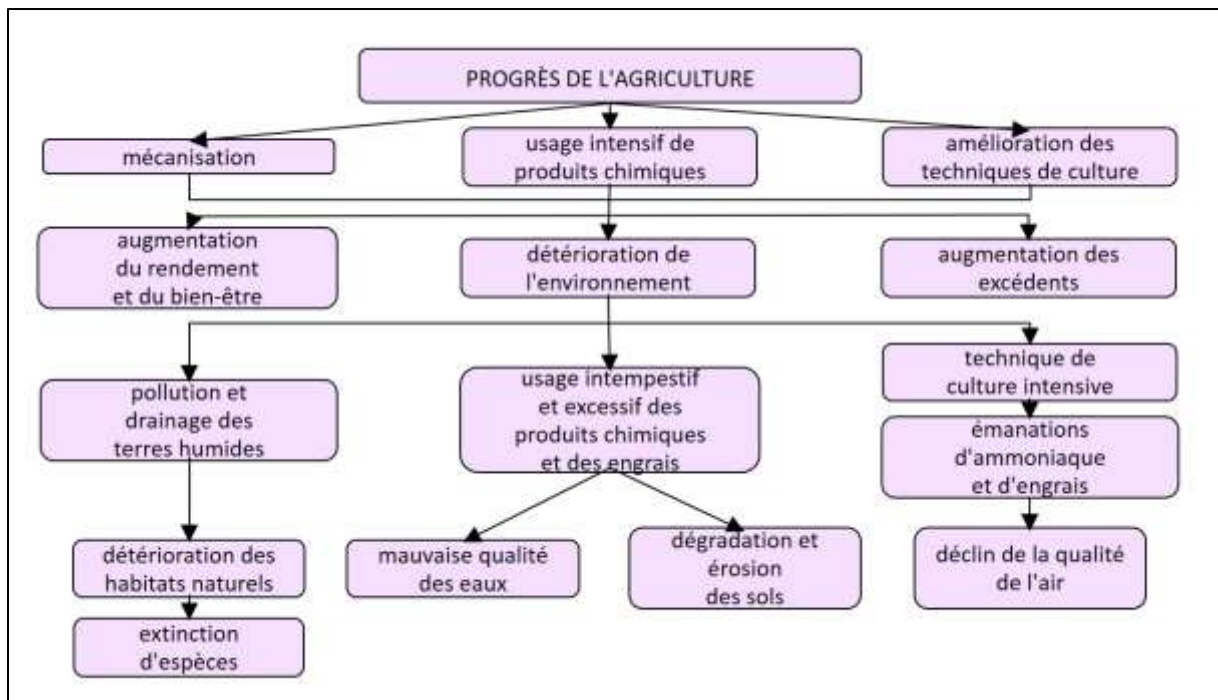 PROGRÈS DE L'AGRICULTURE
mécanisation
usage intensif de
produits chimiques
amélioration des
techniques de culture
augmentation
du rendement
et du bien-être
détérioration de
l'environnement
augmentation des
excédents
pollution et
drainage des
terres humides
usage intempestif
et excessif des
produits chimiques
et des engrais
technique de
culture intensive
émanations
d'ammoniaque
et d'engrais
détérioration des
habitats naturels
mauvaise qualité
des eaux
dégradation et
érosion
des sols
déclin de la qualité
de l'air
extinction
d'espèces